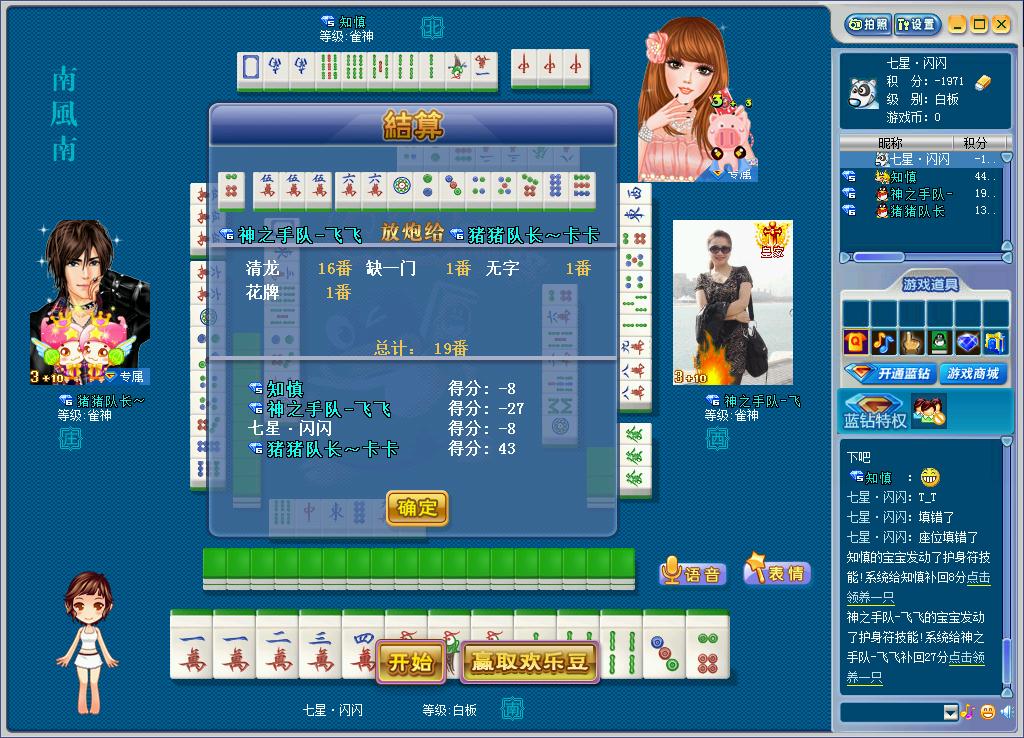 知慎
等级:雀神
北
南
風
南
結算
神之手队-飞飞 放炮给 猪猪队长~卡卡
清龙 16番 缺一门 1番 无字 1番
花牌 1番
总计: 19番
知慎 得分: -8
神之手队-飞飞 得分: -27
七星·闪闪 得分: -8
猪猪队长~卡卡 得分: 43
确定
3+10 专属
猪猪队长~
等级:雀神
庄
专属
皇家
3+10
神之手队-飞
等级:雀神
西
语音
表情
开始
赢取欢乐豆
七星·闪闪 等级:白板 南
拍照 设置
七星·闪闪
积 分: -1971
级 别: 白板
游戏币: 0
昵称 积分
七星·闪闪 -1..
知慎 44..
神之手队- 19..
猪猪队长 13..
游戏道具
开通蓝钻 游戏商城
蓝钻特权
下吧
知慎 :
七星·闪闪: T_T
七星·闪闪: 填错了
七星·闪闪: 座位填错了
知慎的宝宝发动了护身符技
能!系统给知慎补回8分点击
领养一只
神之手队-飞飞的宝宝发动
了护身符技能!系统给神之
手队-飞飞补回27分点击领
养一只